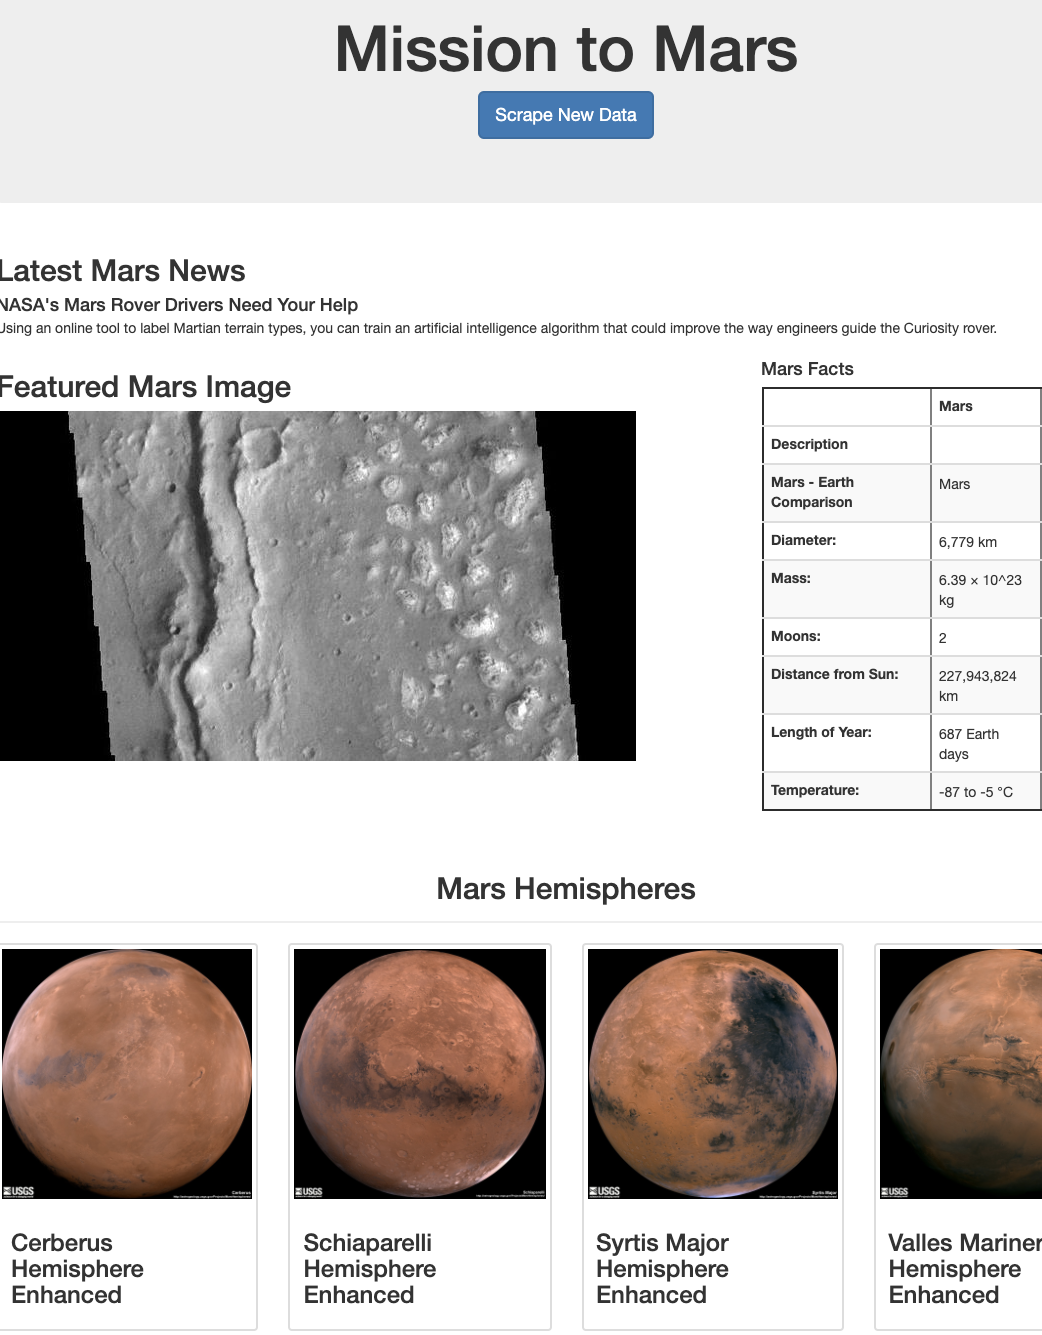 Mission to Mars
Scrape New Data
Latest Mars News
NASA's Mars Rover Drivers Need Your Help
Using an online tool to label Martian terrain types, you can train an artificial intelligence algorithm that could improve the way engineers guide the Curiosity rover.
Featured Mars Image
Mars Facts
Mars
Description
Mars - Earth
Comparison
Mars
Diameter:
6,779 km
Mass:
6.39 × 10^23
kg
Moons:
2
Distance from Sun:
227,943,824
km
Length of Year:
687 Earth
days
Temperature:
-87 to -5 °C
Mars Hemispheres
USGS
Cerberus
USGS
Schiaparelli
USGS
Syrtis Major
USGS
Cerberus
Hemisphere
Enhanced
Schiaparelli
Hemisphere
Enhanced
Syrtis Major
Hemisphere
Enhanced
Valles Mariner
Hemisphere
Enhanced